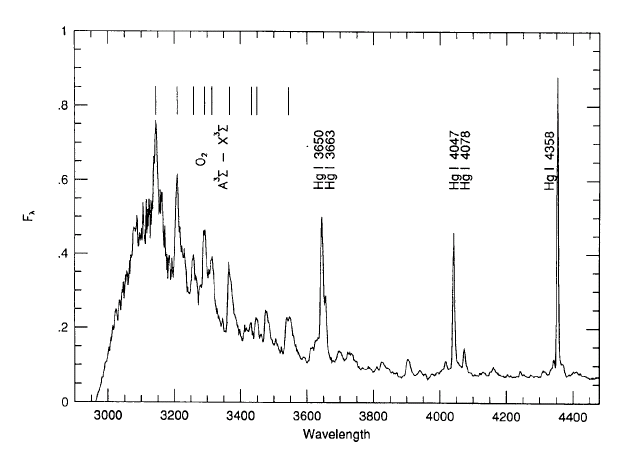 1
.8
.6
.4
.2
0
F_λ
O₂
A³Σ – X³Σ
Hg I 3650
Hg I 3663
Hg I 4047
Hg I 4078
Hg I 4358
3000 3200 3400 3600 3800 4000 4200 4400
Wavelength